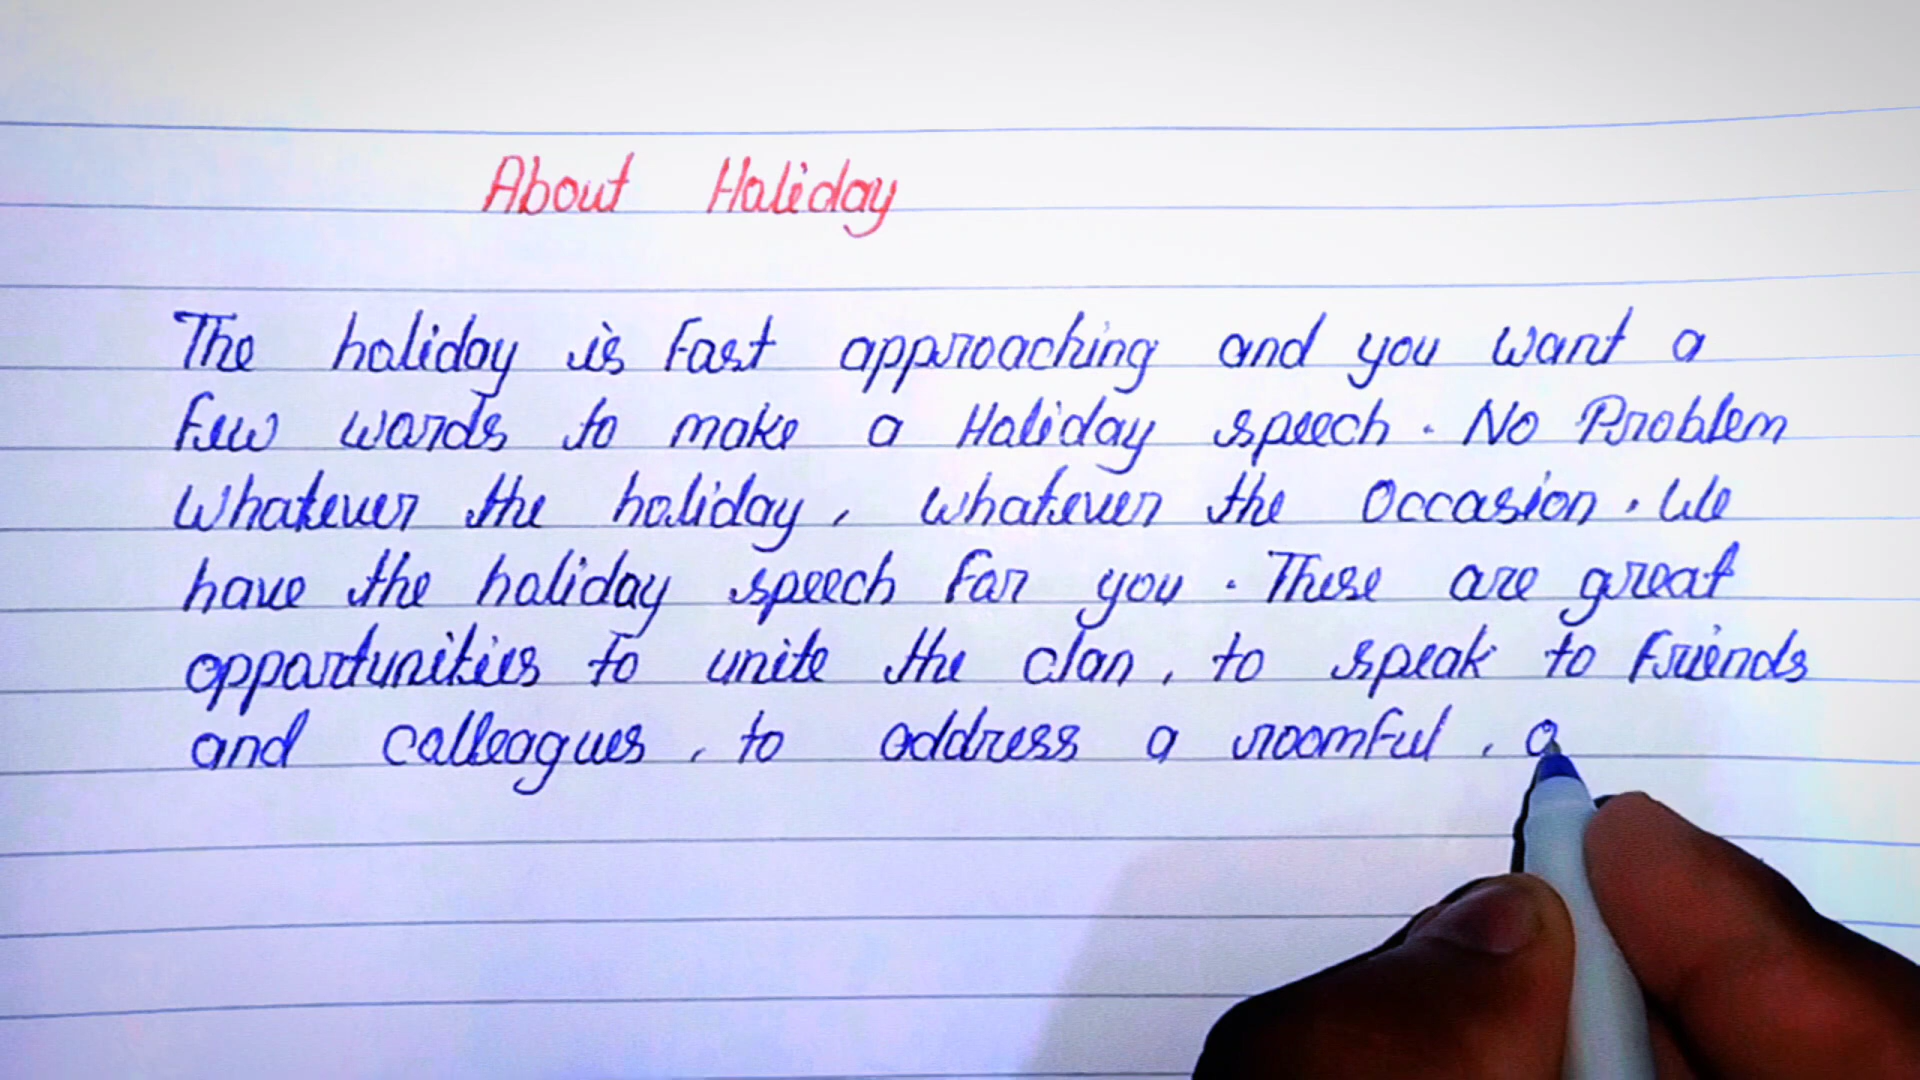 About Holiday
The holiday is fast approaching and you want a
few words to make a Holiday speech. No Problem
Whatever the holiday, whatever the Occasion. We
have the holiday speech for you. These are great
opportunities to unite the clan, to speak to friends
and colleagues, to address a roomful, a